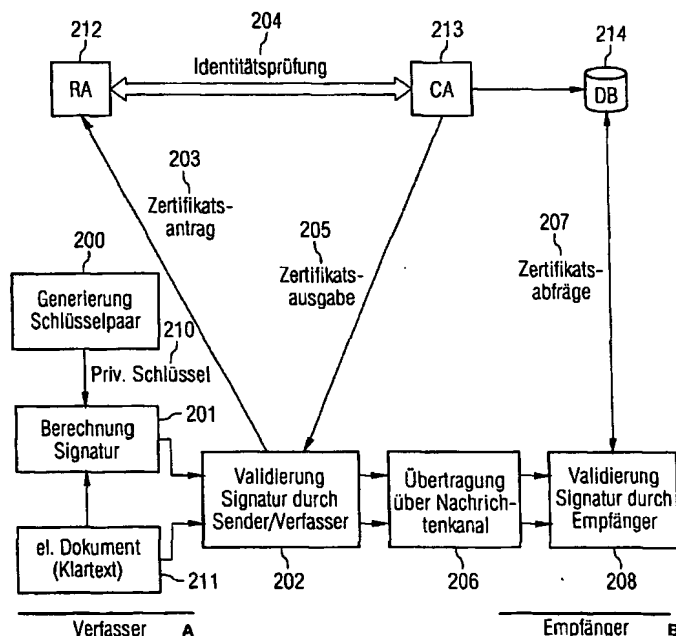 204
212
213
214
Identitätsprüfung
RA
CA
DB
203
Zertifikats-
antrag
205
Zertifikats-
ausgabe
207
Zertifikats-
abfräge
200
Generierung
Schlüsselpaar
210
Priv. Schlüssel
201
Berechnung
Signatur
Validierung
Signatur durch
Sender/Verfasser
Übertragung
über Nachrich-
tenkanal
Validierung
Signatur durch
Empfänger
el. Dokument
(Klartext)
211
202
206
208
Verfasser A
Empfänger B